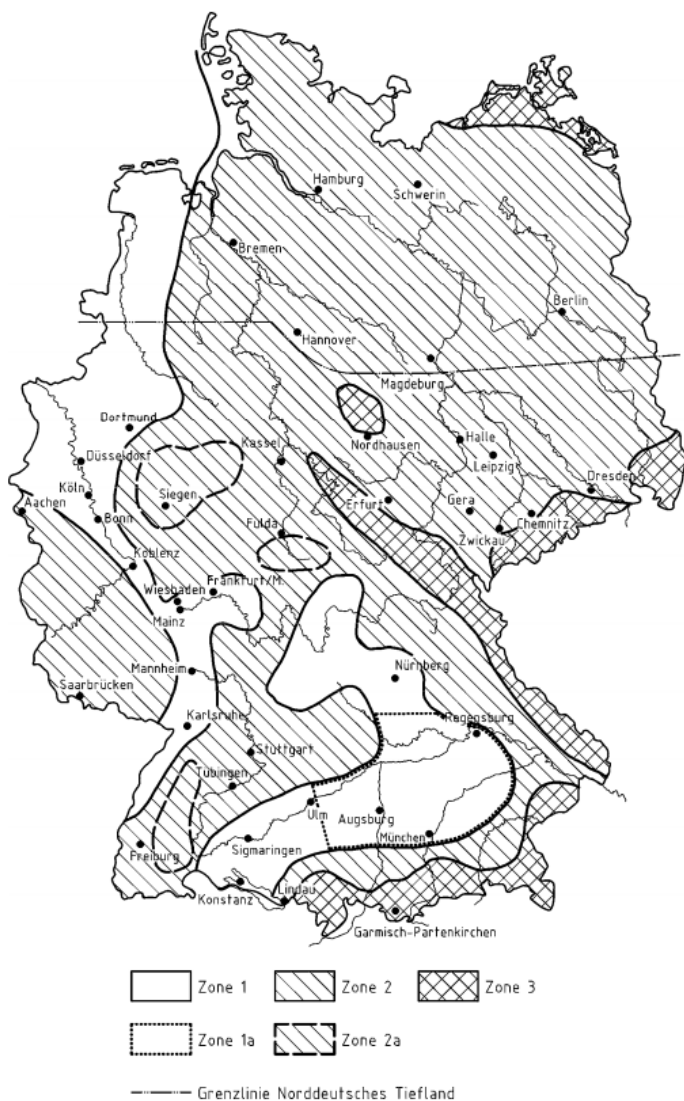 Hamburg
Schwerin
Bremen
Berlin
Hannover
Magdeburg
Dortmund
Nordhausen
Halle
Kassel
Düsseldorf
Leipzig
Dresden
Köln
Siegen
Erfurt
Gera
Aachen
Chemnitz
Bonn
Fulda
Zwickau
Koblenz
Frankfurt/M.
Wiesbaden
Mainz
Mannheim
Nürnberg
Saarbrücken
Karlsruhe
Regensburg
Stuttgart
Tübingen
Ulm
Augsburg
München
Freiburg
Sigmaringen
Konstanz
Lindau
Garmisch-Partenkirchen
Zone 1
Zone 2
Zone 3
Zone 1a
Zone 2a
Grenzlinie Norddeutsches Tiefland